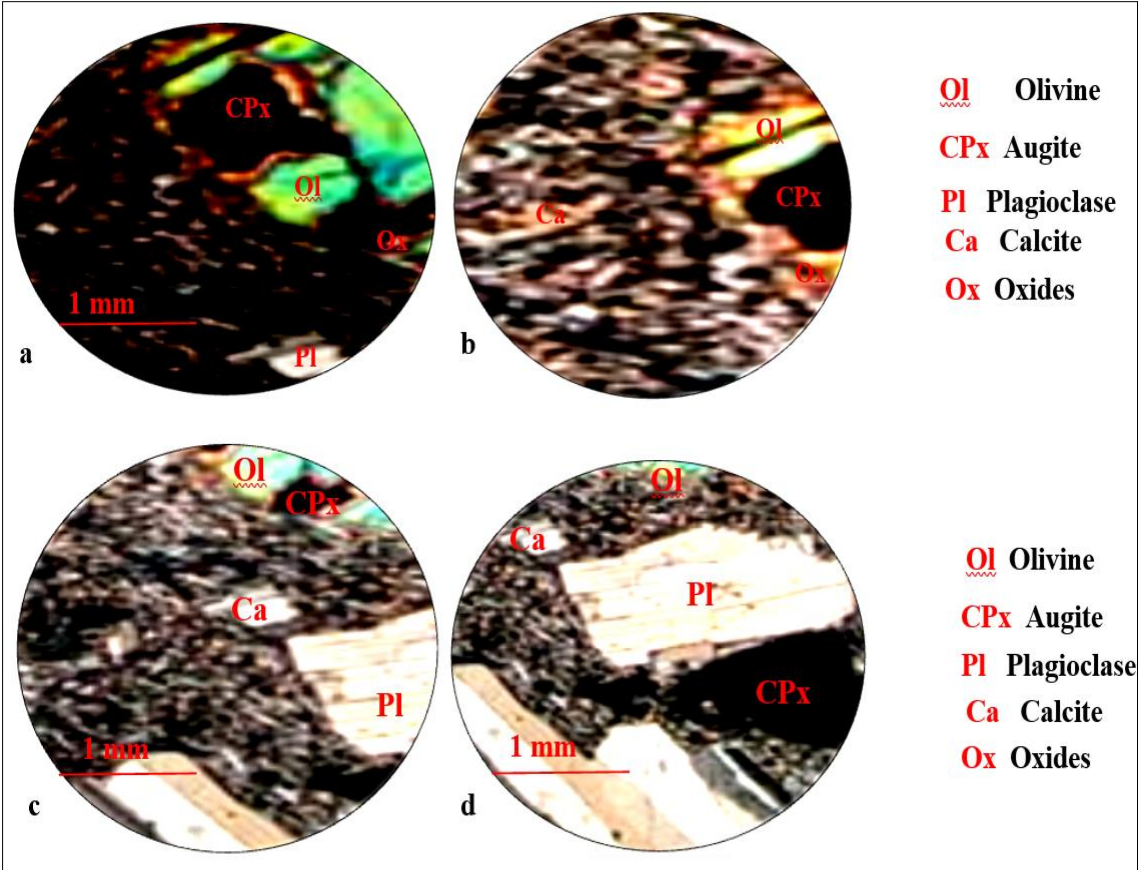 CPx
Ol
Ox
1 mm
Pl
a
Ol
CPx
Ca
Ox
b
Ol Olivine
CPx Augite
Pl Plagioclase
Ca Calcite
Ox Oxides
Ol
CPx
Ca
Pl
1 mm
c
Ol
Ca
Pl
CPx
1 mm
d
Ol Olivine
CPx Augite
Pl Plagioclase
Ca Calcite
Ox Oxides